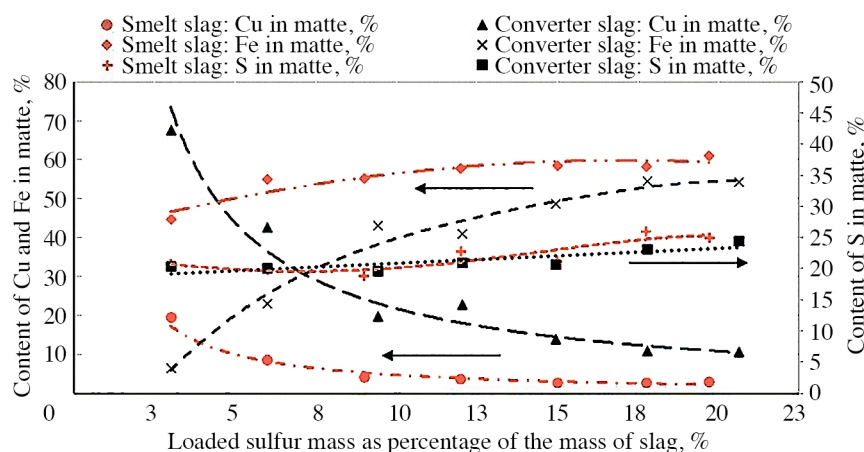 Smelt slag: Cu in matte, % Converter slag: Cu in matte, %
Smelt slag: Fe in matte, % Converter slag: Fe in matte, %
Smelt slag: S in matte, % Converter slag: S in matte, %
Content of Cu and Fe in matte, %
80
70
60
50
40
30
20
10
50
45
40
35
30
25
20
15
10
5
0
Content of S in matte, %
0 3 5 8 10 13 15 18 20 23
Loaded sulfur mass as percentage of the mass of slag, %